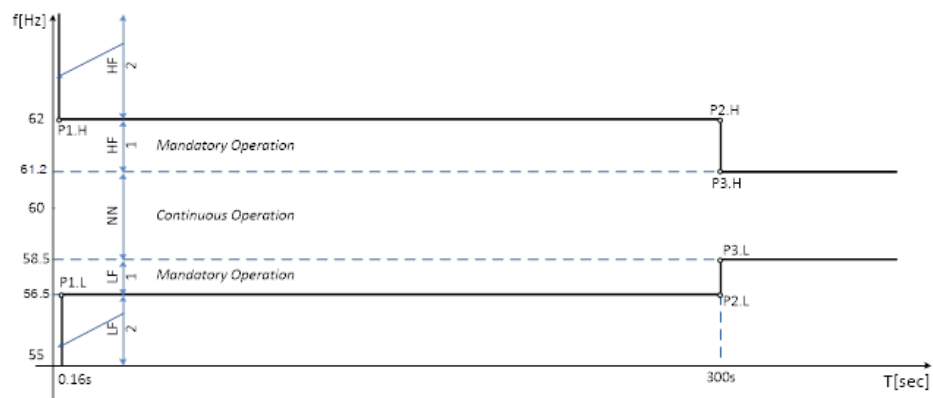 f[Hz]
HF
2
62
P1.H
P2.H
HF
1
Mandatory Operation
61.2
P3.H
60
NN
Continuous Operation
58.5
P3.L
LF
1
Mandatory Operation
P1.L
56.5
P2.L
LF
2
55
0.16s
300s
T[sec]